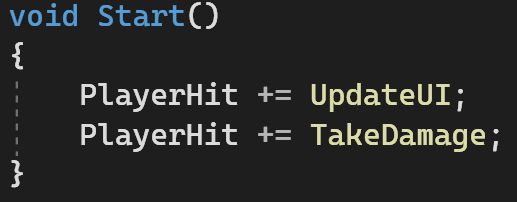 void Start()
{
    PlayerHit += UpdateUI;
    PlayerHit += TakeDamage;
}